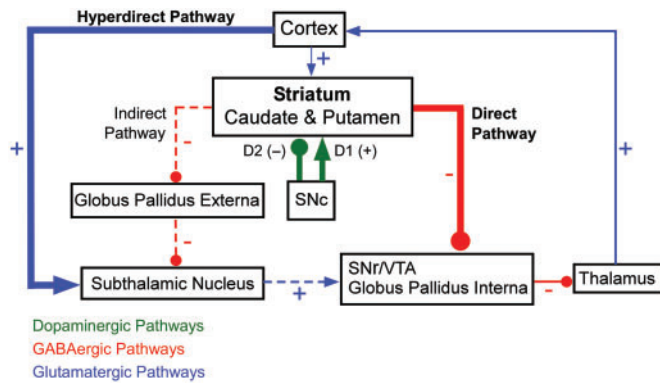 Hyperdirect Pathway
Cortex
+
Striatum
Caudate & Putamen
Indirect
Pathway
-
Direct
Pathway
-
D2 (–)
D1 (+)
+
+
SNc
Globus Pallidus Externa
-
Subthalamic Nucleus
+
SNr/VTA
Globus Pallidus Interna
-
Thalamus
Dopaminergic Pathways
GABAergic Pathways
Glutamatergic Pathways